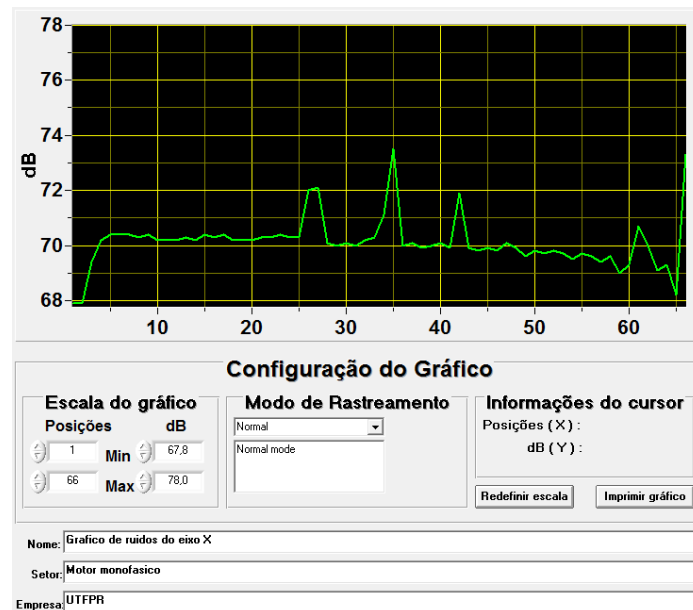 78
76
74
72
70
68
dB
10 20 30 40 50 60
Configuração do Gráfico
Escala do gráfico
Posições dB
1 Min 67,8
66 Max 78,0
Modo de Rastreamento
Normal
Normal mode
Informações do cursor
Posições ( X ) :
dB ( Y ) :
Redefinir escala Imprimir gráfico
Nome: Grafico de ruidos do eixo X
Setor: Motor monofasico
Empresa: UTFPR